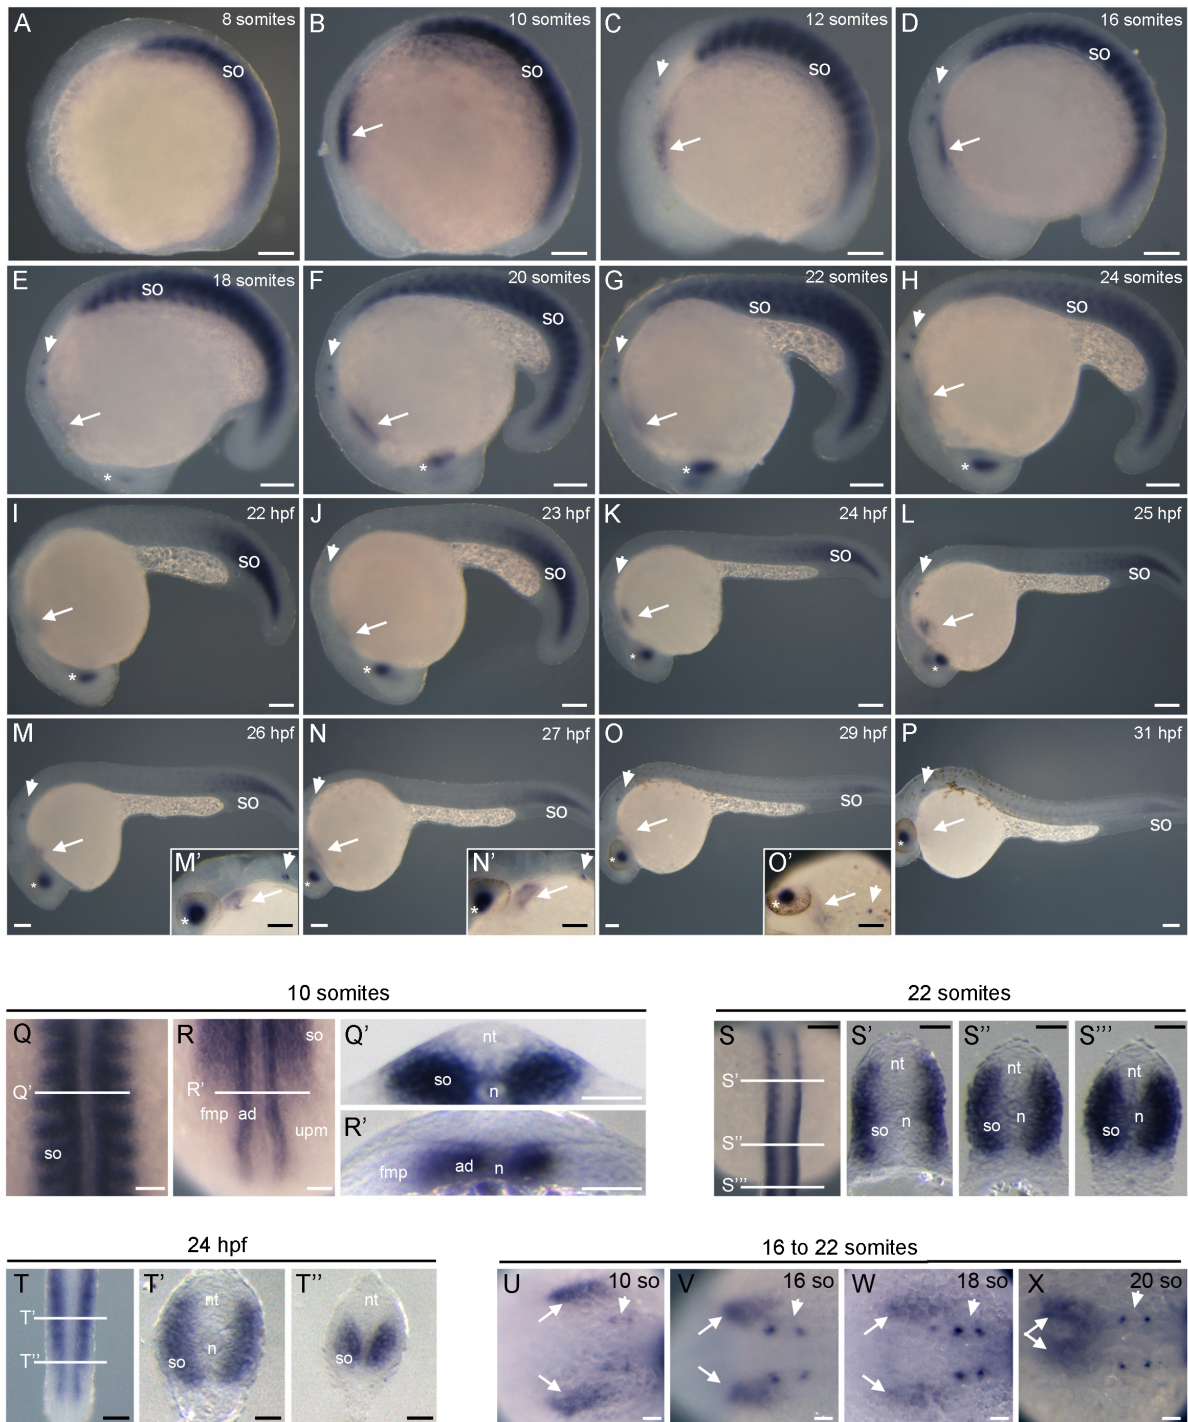 A 8 somites so
B 10 somites so
C 12 somites so
D 16 somites so
E 18 somites so *
F 20 somites so *
G 22 somites so *
H 24 somites so *
I 22 hpf so *
J 23 hpf so *
K 24 hpf so *
L 25 hpf so *
M 26 hpf so *
M' *
N 27 hpf so *
N' *
O 29 hpf so *
O' *
P 31 hpf so *
10 somites
22 somites
Q Q' so
R so R' fmp ad upm
Q' nt so n
R' fmp ad n
S S' S'' S'''
S' nt n so
S'' nt n so
S''' nt n so
24 hpf
16 to 22 somites
T T' T''
T' nt n so
T'' nt so
U 10 so
V 16 so
W 18 so
X 20 so